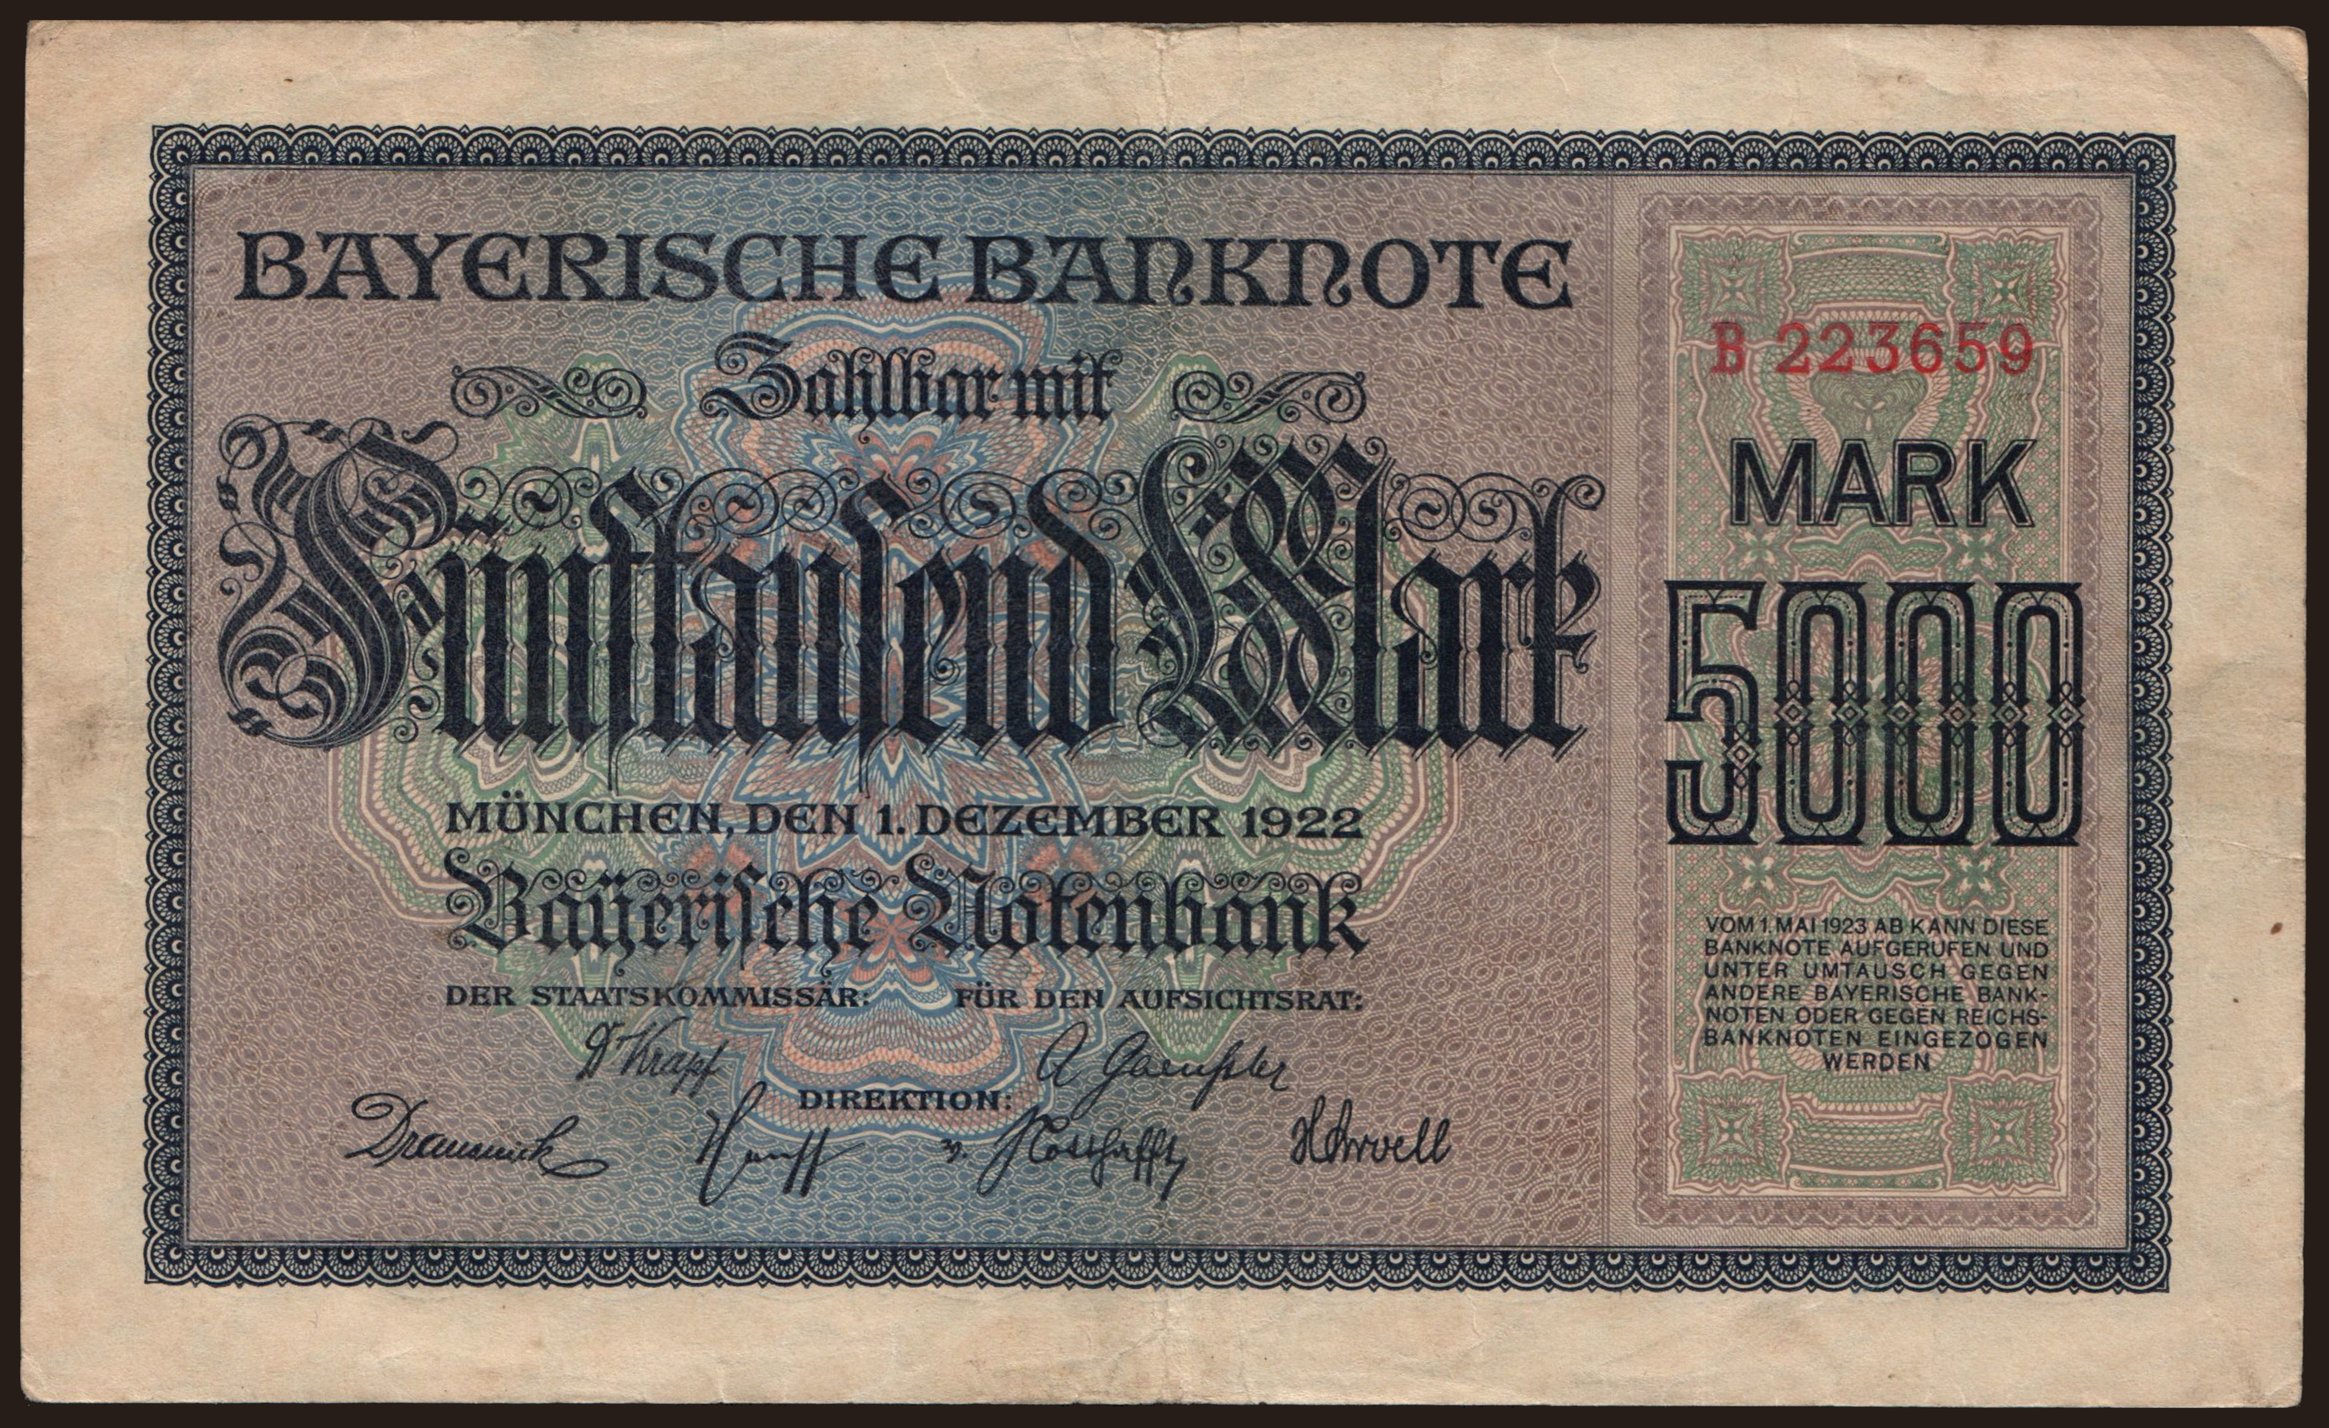 BAYERISCHE BANKNOTE
Zahlbar mit
Fünftausend Mark
MÜNCHEN, DEN 1. DEZEMBER 1922
Bayerische Notenbank
DER STAATSKOMMISSÄR: FÜR DEN AUFSICHTSRAT:
Dr Krapf
DIREKTION:
B 223659
MARK
5000
VOM 1. MAI 1923 AB KANN DIESE
BANKNOTE AUFGERUFEN UND
UNTER UMTAUSCH GEGEN
ANDERE BAYERISCHE BANK-
NOTEN ODER GEGEN REICHS-
BANKNOTEN EINGEZOGEN
WERDEN